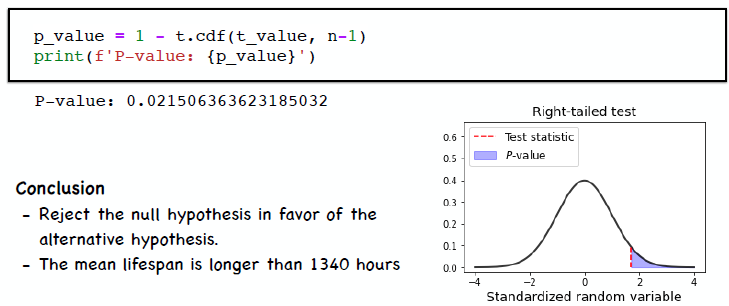 p_value = 1 - t.cdf(t_value, n-1)
print(f'P-value: {p_value}')
P-value: 0.021506363623185032
Conclusion
- Reject the null hypothesis in favor of the
alternative hypothesis.
- The mean lifespan is longer than 1340 hours
Right-tailed test
Test statistic
P-value
0.6
0.5
0.4
0.3
0.2
0.1
0.0
−4 −2 0 2 4
Standardized random variable